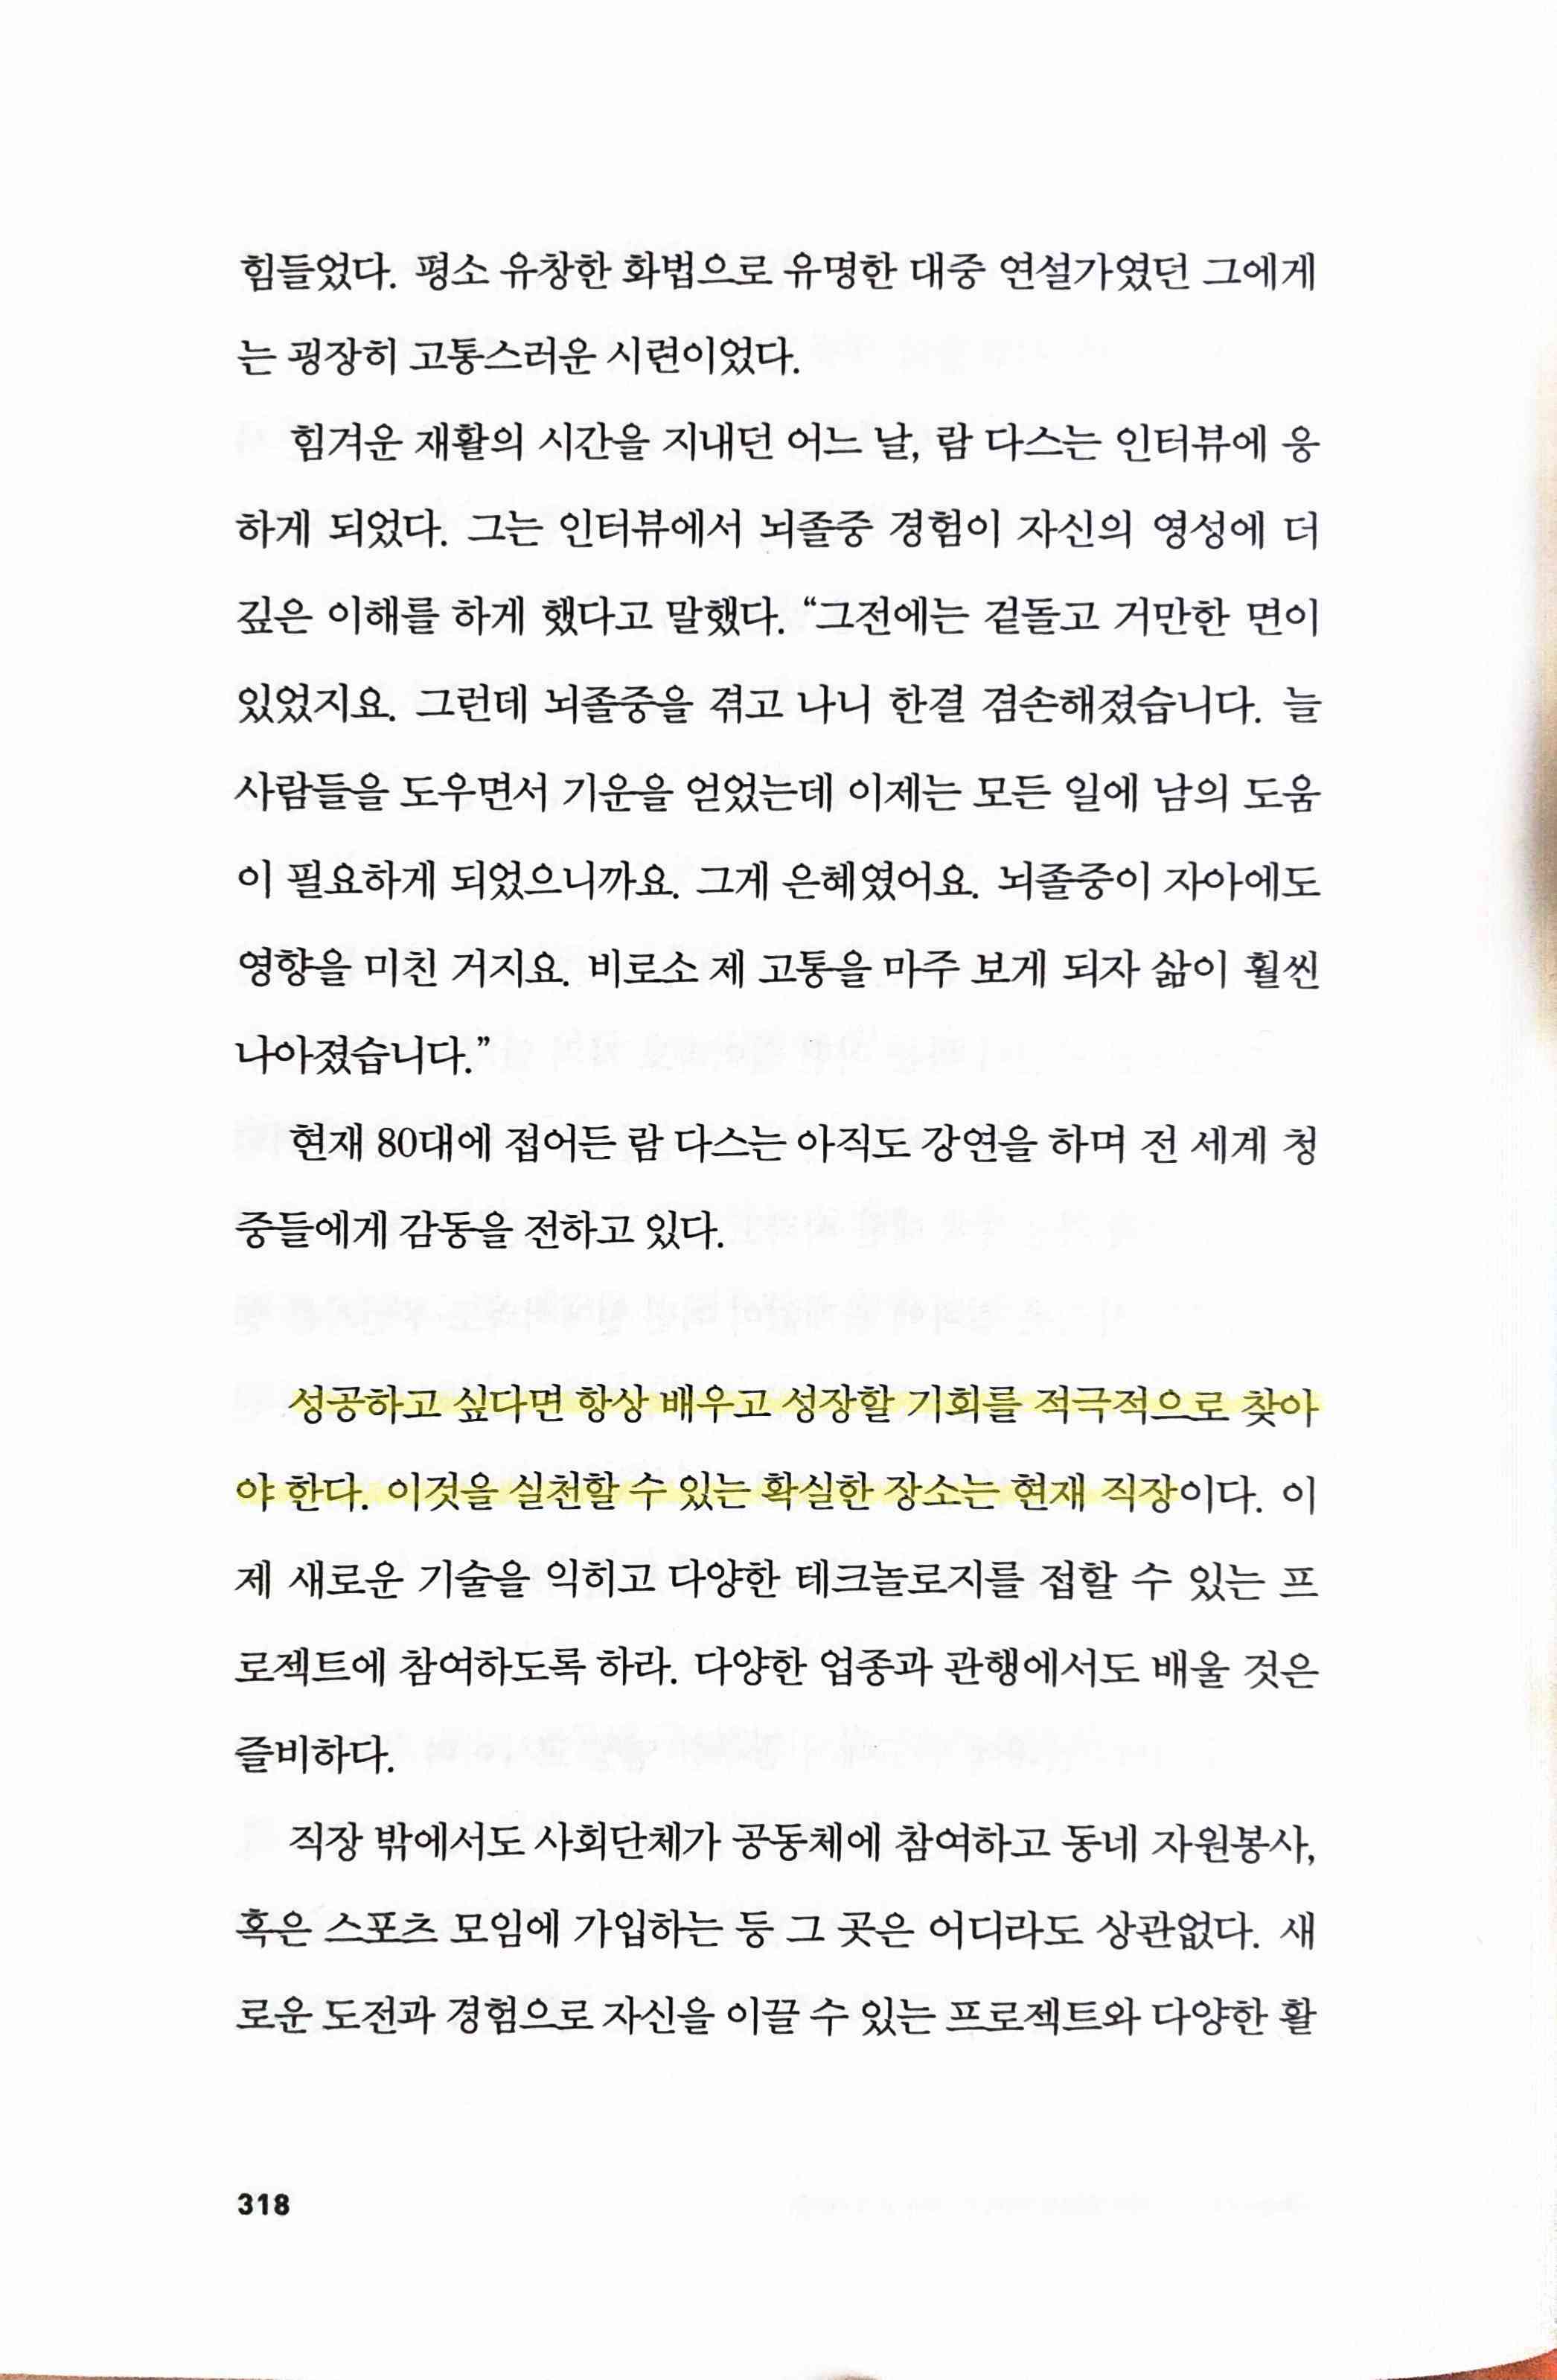 힘들었다. 평소 유창한 화법으로 유명한 대중 연설가였던 그에게
는 굉장히 고통스러운 시련이었다.
힘겨운 재활의 시간을 지내던 어느 날, 람 다스는 인터뷰에 응
하게 되었다. 그는 인터뷰에서 뇌졸중 경험이 자신의 영성에 더
깊은 이해를 하게 했다고 말했다. “그전에는 겉돌고 거만한 면이
있었지요. 그런데 뇌졸중을 겪고 나니 한결 겸손해졌습니다. 늘
사람들을 도우면서 기운을 얻었는데 이제는 모든 일에 남의 도움
이 필요하게 되었으니까요. 그게 은혜였어요. 뇌졸중이 자아에도
영향을 미친 거지요. 비로소 제 고통을 마주 보게 되자 삶이 훨씬
나아졌습니다.”
현재 80대에 접어든 람 다스는 아직도 강연을 하며 전 세계 청
중들에게 감동을 전하고 있다.
성공하고 싶다면 항상 배우고 성장할 기회를 적극적으로 찾아
야 한다. 이것을 실천할 수 있는 확실한 장소는 현재 직장이다. 이
제 새로운 기술을 익히고 다양한 테크놀로지를 접할 수 있는 프
로젝트에 참여하도록 하라. 다양한 업종과 관행에서도 배울 것은
즐비하다.
직장 밖에서도 사회단체가 공동체에 참여하고 동네 자원봉사,
혹은 스포츠 모임에 가입하는 등 그 곳은 어디라도 상관없다. 새
로운 도전과 경험으로 자신을 이끌 수 있는 프로젝트와 다양한 활
318